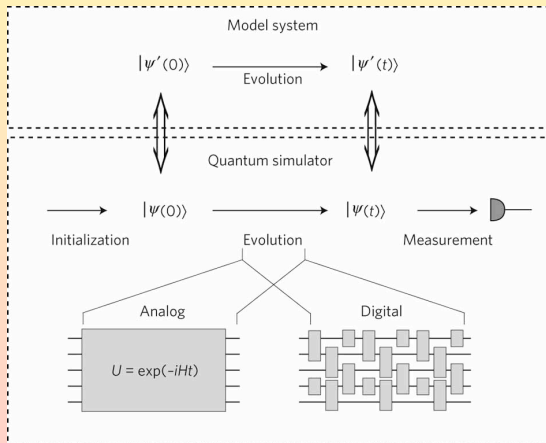 Model system
|ψ′(0)⟩ |ψ′(t)⟩
Evolution
Quantum simulator
|ψ(0)⟩ |ψ(t)⟩
Initialization Evolution Measurement
Analog Digital
U = exp(–iHt)